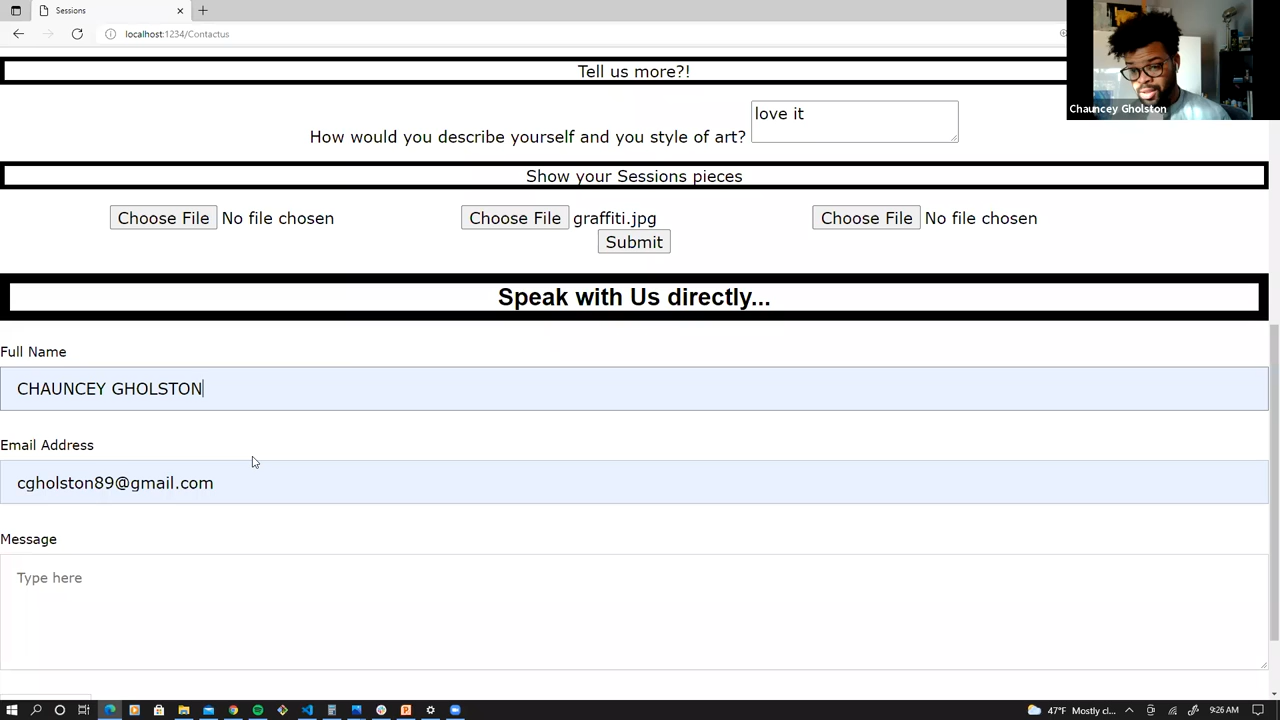 Sessions
localhost:1234/Contactus
Chauncey Gholston
Tell us more?!
love it
How would you describe yourself and you style of art?
Show your Sessions pieces
Choose File No file chosen Choose File graffiti.jpg Choose File No file chosen
Submit
Speak with Us directly...
Full Name
CHAUNCEY GHOLSTON
Email Address
cgholston89@gmail.com
Message
Type here
47°F Mostly cl... 9:26 AM